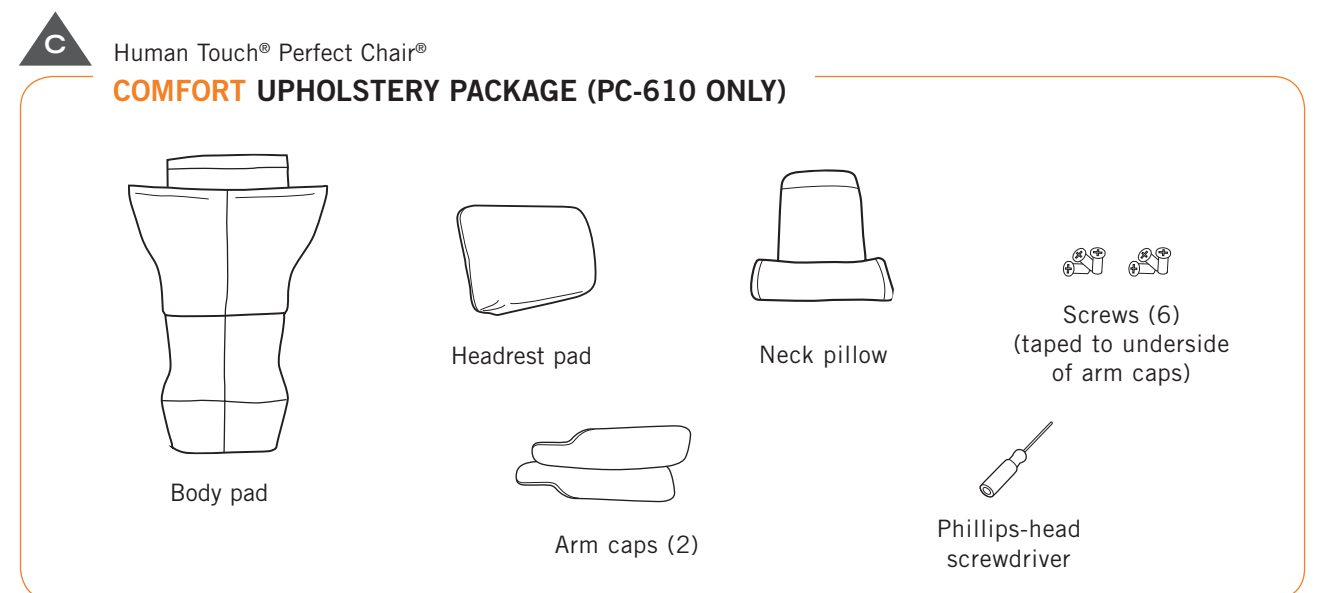 C
Human Touch® Perfect Chair®
COMFORT UPHOLSTERY PACKAGE (PC-610 ONLY)
Body pad
Headrest pad
Neck pillow
Screws (6)
(taped to underside
of arm caps)
Arm caps (2)
Phillips-head
screwdriver